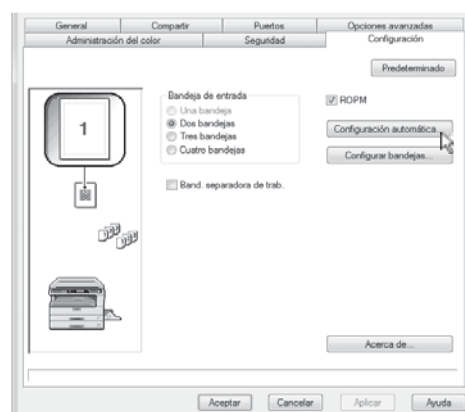 General Compartir Puertos Opciones avanzadas
Administración del color Seguridad Configuración
Predeterminado
Bandeja de entrada
Una bandeja
Dos bandejas
Tres bandejas
Cuatro bandejas
ROPM
Configuración automática...
Configurar bandejas...
Band. separadora de trab.
1
Acerca de...
Aceptar Cancelar Aplicar Ayuda